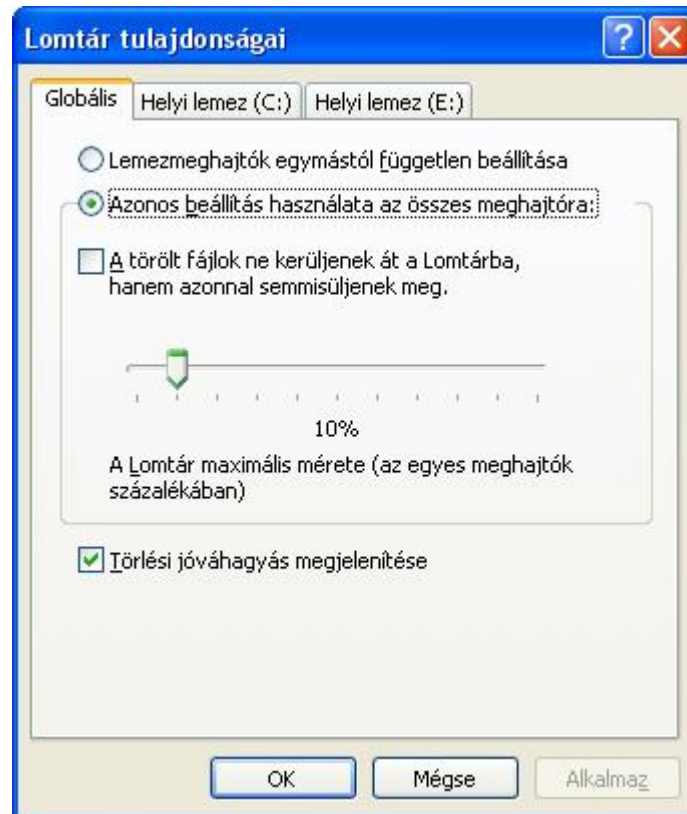 Lomtár tulajdonságai
Globális
Helyi lemez (C:)
Helyi lemez (E:)
Lemezmeghajtók egymástól független beállítása
Azonos beállítás használata az összes meghajtóra:
A törölt fájlok ne kerüljenek át a Lomtárba,
hanem azonnal semmisüljenek meg.
10%
A Lomtár maximális mérete (az egyes meghajtók
százalékában)
Törlési jóváhagyás megjelenítése
OK
Mégse
Alkalmaz